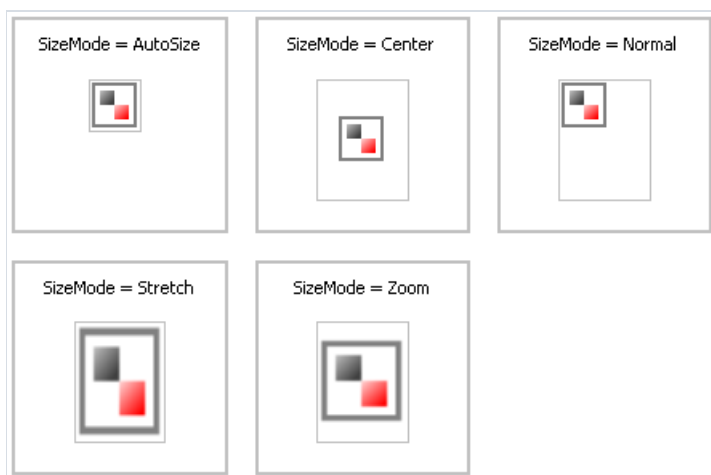 SizeMode = AutoSize
SizeMode = Center
SizeMode = Normal
SizeMode = Stretch
SizeMode = Zoom